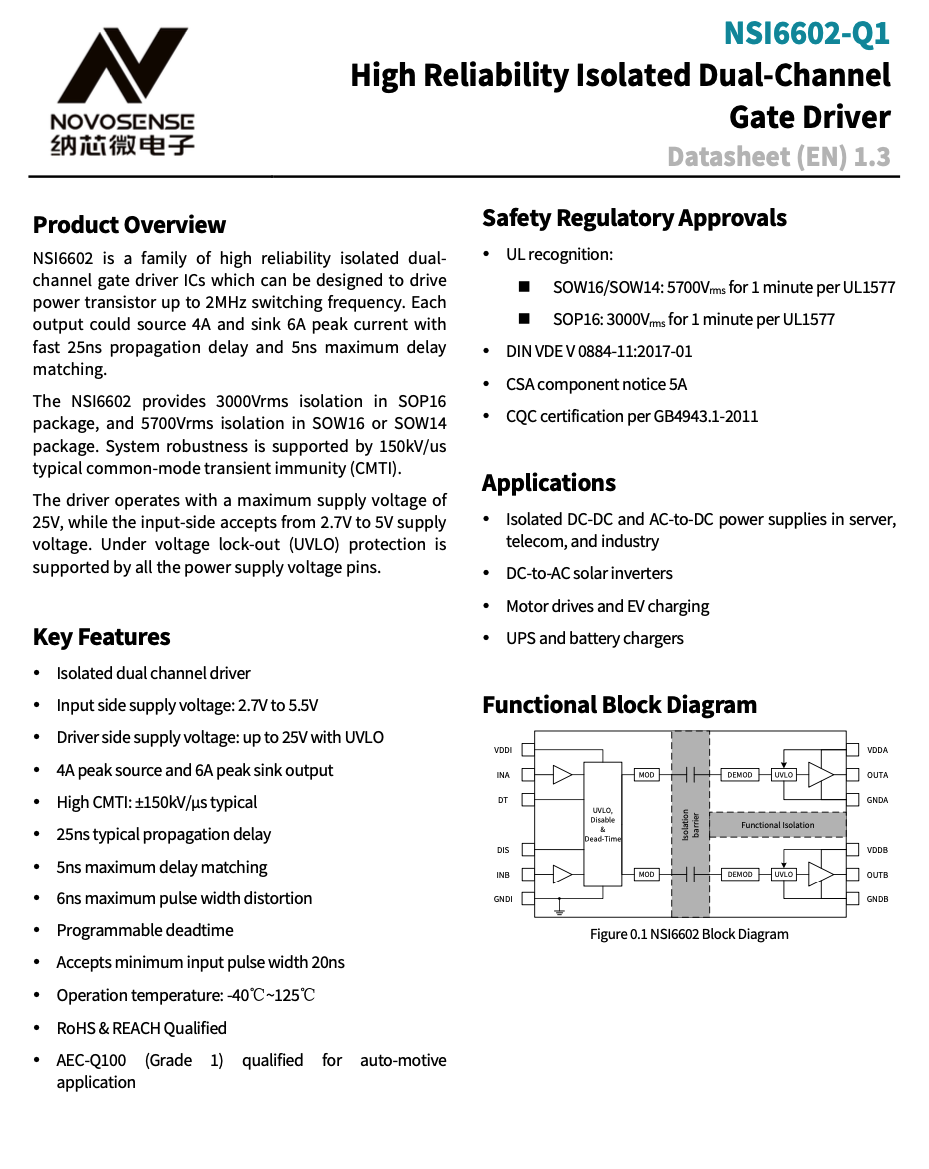 NOVOSENSE
纳芯微电子
NSI6602-Q1
High Reliability Isolated Dual-Channel
Gate Driver
Datasheet (EN) 1.3
Product Overview
NSI6602 is a family of high reliability isolated dual-
channel gate driver ICs which can be designed to drive
power transistor up to 2MHz switching frequency. Each
output could source 4A and sink 6A peak current with
fast 25ns propagation delay and 5ns maximum delay
matching.
The NSI6602 provides 3000Vrms isolation in SOP16
package, and 5700Vrms isolation in SOW16 or SOW14
package. System robustness is supported by 150kV/us
typical common-mode transient immunity (CMTI).
The driver operates with a maximum supply voltage of
25V, while the input-side accepts from 2.7V to 5V supply
voltage. Under voltage lock-out (UVLO) protection is
supported by all the power supply voltage pins.
Key Features
• Isolated dual channel driver
• Input side supply voltage: 2.7V to 5.5V
• Driver side supply voltage: up to 25V with UVLO
• 4A peak source and 6A peak sink output
• High CMTI: ±150kV/μs typical
• 25ns typical propagation delay
• 5ns maximum delay matching
• 6ns maximum pulse width distortion
• Programmable deadtime
• Accepts minimum input pulse width 20ns
• Operation temperature: -40℃~125℃
• RoHS & REACH Qualified
• AEC-Q100 (Grade 1) qualified for auto-motive
application
Safety Regulatory Approvals
• UL recognition:
■ SOW16/SOW14: 5700Vrms for 1 minute per UL1577
■ SOP16: 3000Vrms for 1 minute per UL1577
• DIN VDE V 0884-11:2017-01
• CSA component notice 5A
• CQC certification per GB4943.1-2011
Applications
• Isolated DC-DC and AC-to-DC power supplies in server,
telecom, and industry
• DC-to-AC solar inverters
• Motor drives and EV charging
• UPS and battery chargers
Functional Block Diagram
VDDI
INA
DT
DIS
INB
GNDI
UVLO,
Disable
&
Dead-Time
MOD
MOD
Isolation
barrier
DEMOD
UVLO
Functional Isolation
DEMOD
UVLO
VDDA
OUTA
GNDA
VDDB
OUTB
GNDB
Figure 0.1 NSI6602 Block Diagram